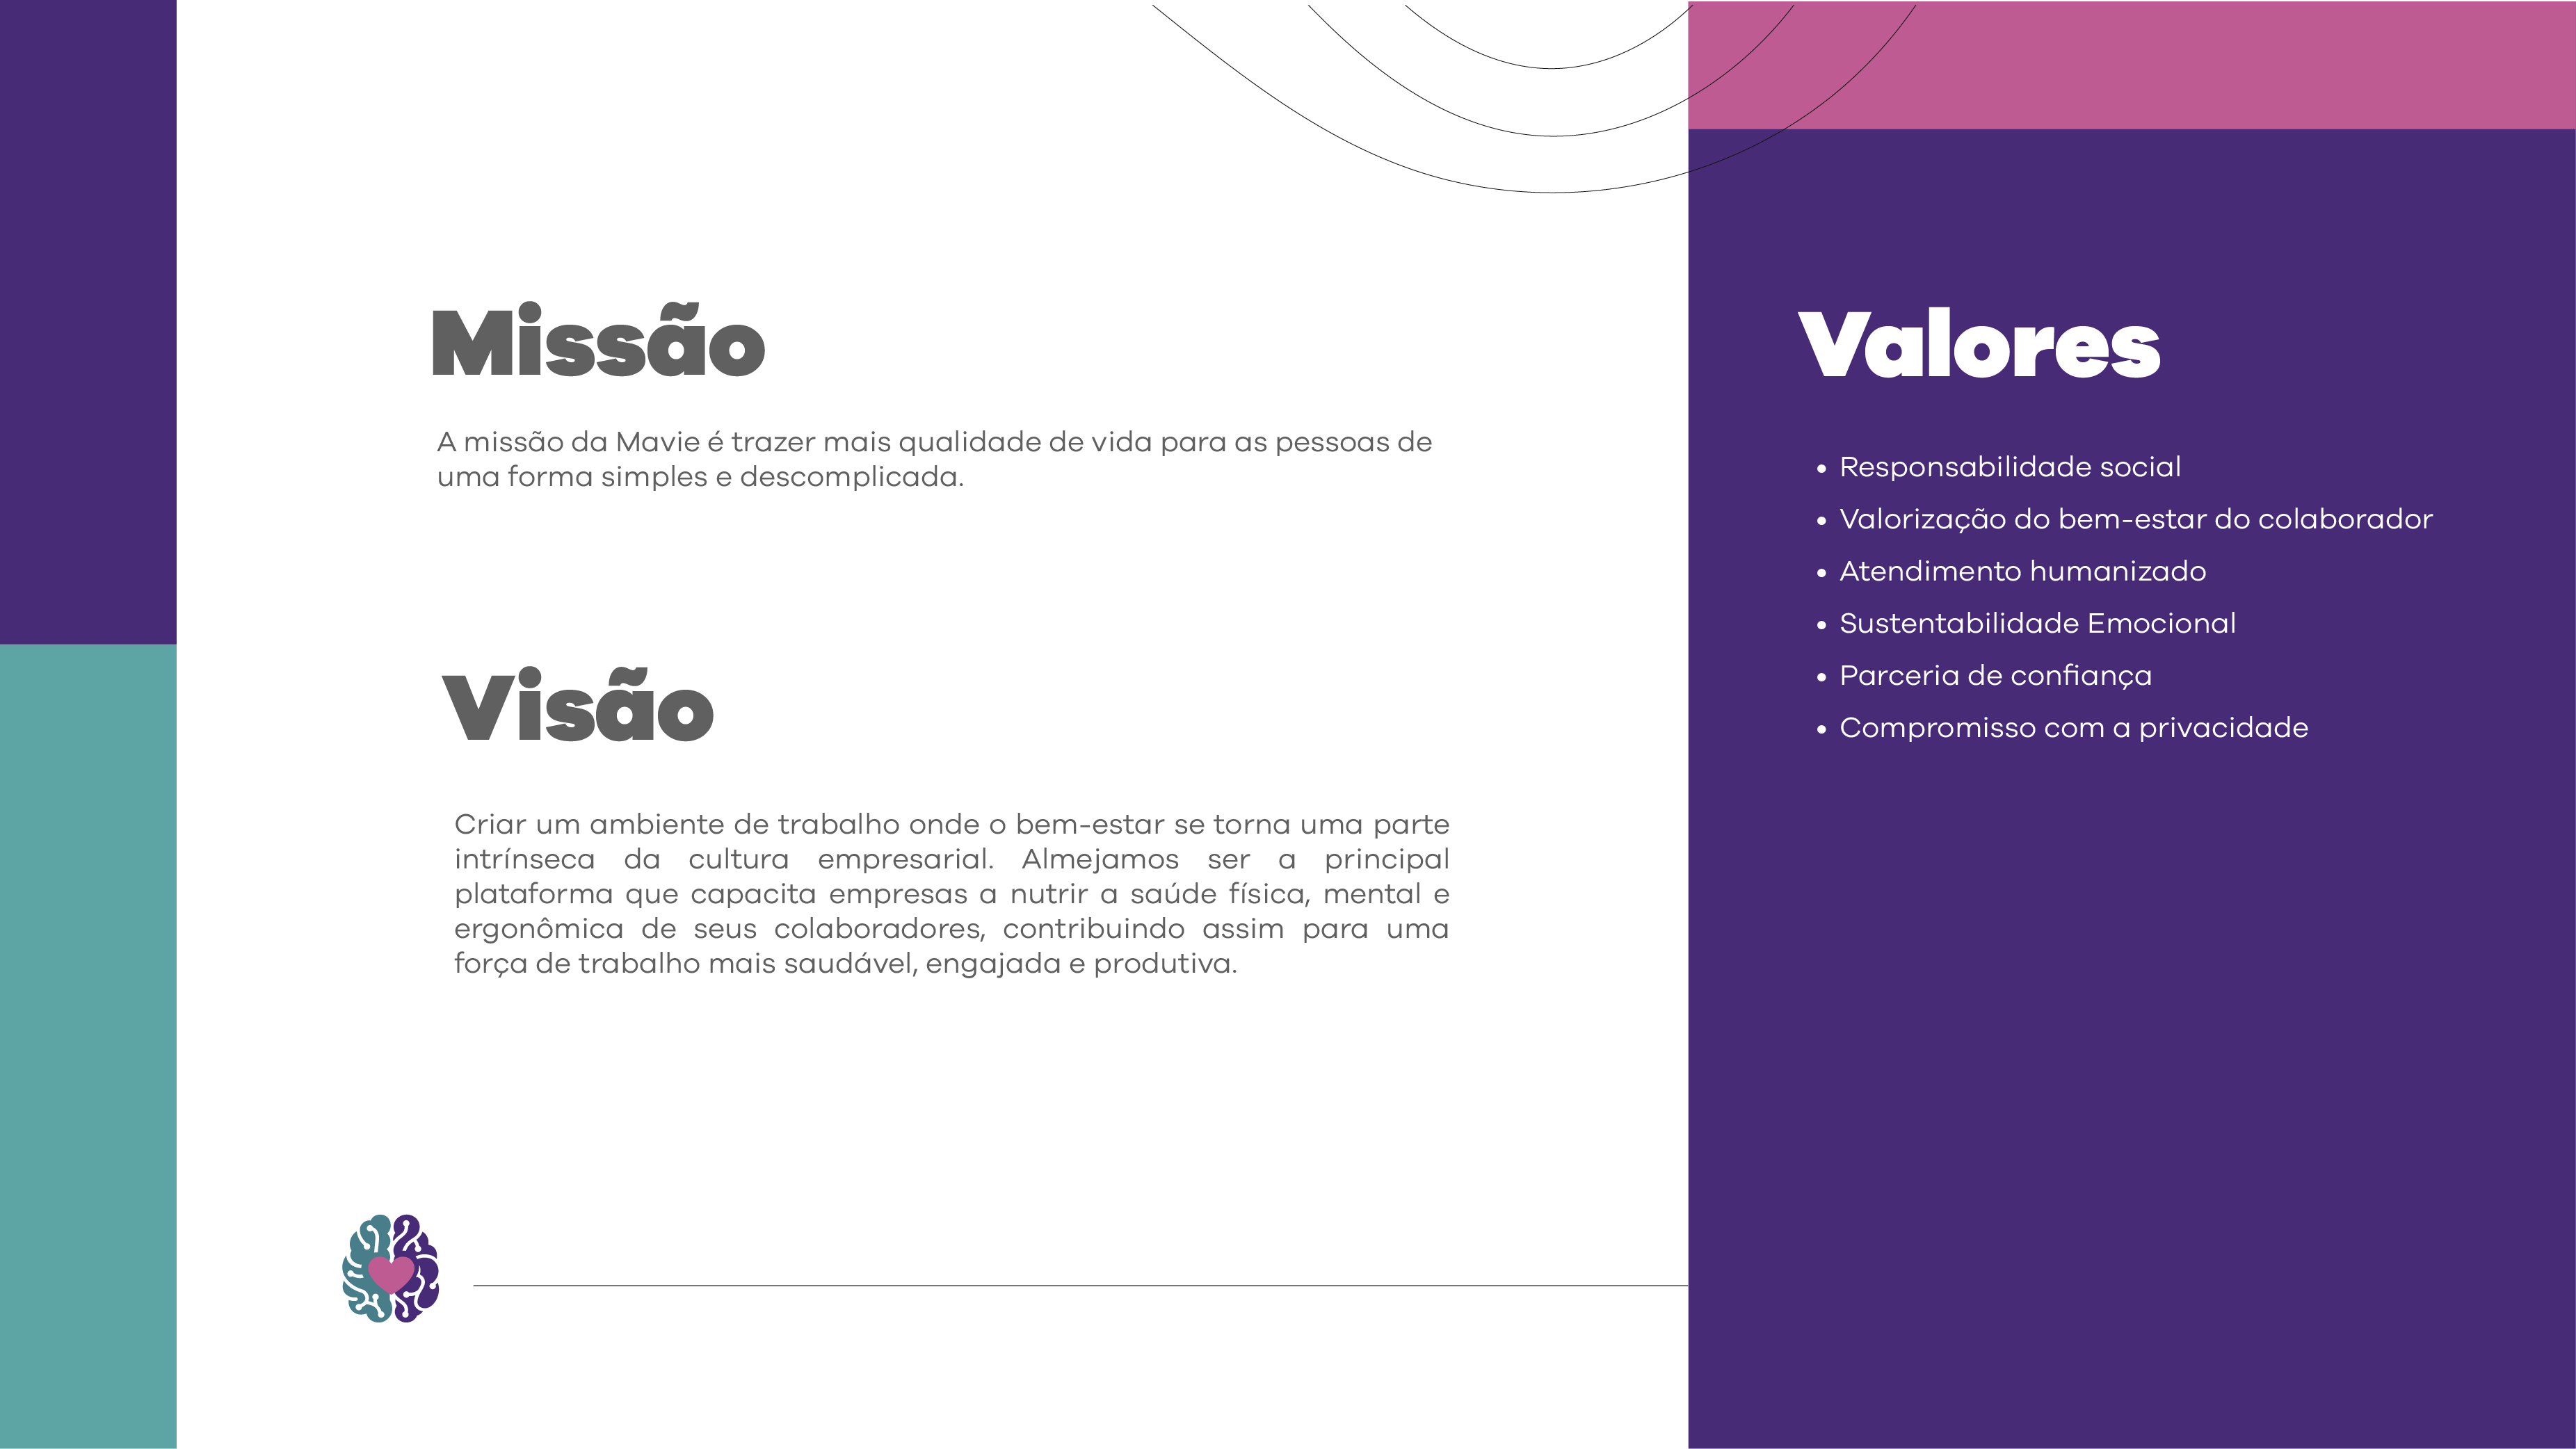 Missão
A missão da Mavie é trazer mais qualidade de vida para as pessoas de
uma forma simples e descomplicada.
Visão
Criar um ambiente de trabalho onde o bem-estar se torna uma parte
intrínseca da cultura empresarial. Almejamos ser a principal
plataforma que capacita empresas a nutrir a saúde física, mental e
ergonômica de seus colaboradores, contribuindo assim para uma
força de trabalho mais saudável, engajada e produtiva.
Valores
• Responsabilidade social
• Valorização do bem-estar do colaborador
• Atendimento humanizado
• Sustentabilidade Emocional
• Parceria de confiança
• Compromisso com a privacidade